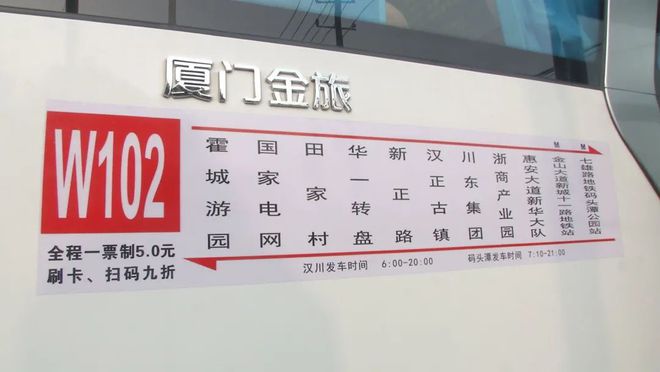 厦门金旅
W102
全程一票制5.0元
刷卡、扫码九折
霍城游园
国家电网
田家村
华一转盘
新正路
汉正古镇
川东集团
浙商产业园
惠安大道新华大队
金山大道新城十一路地铁站
七雄路地铁码头潭公园站
汉川发车时间 6:00-20:00 码头潭发车时间 7:10-21:00